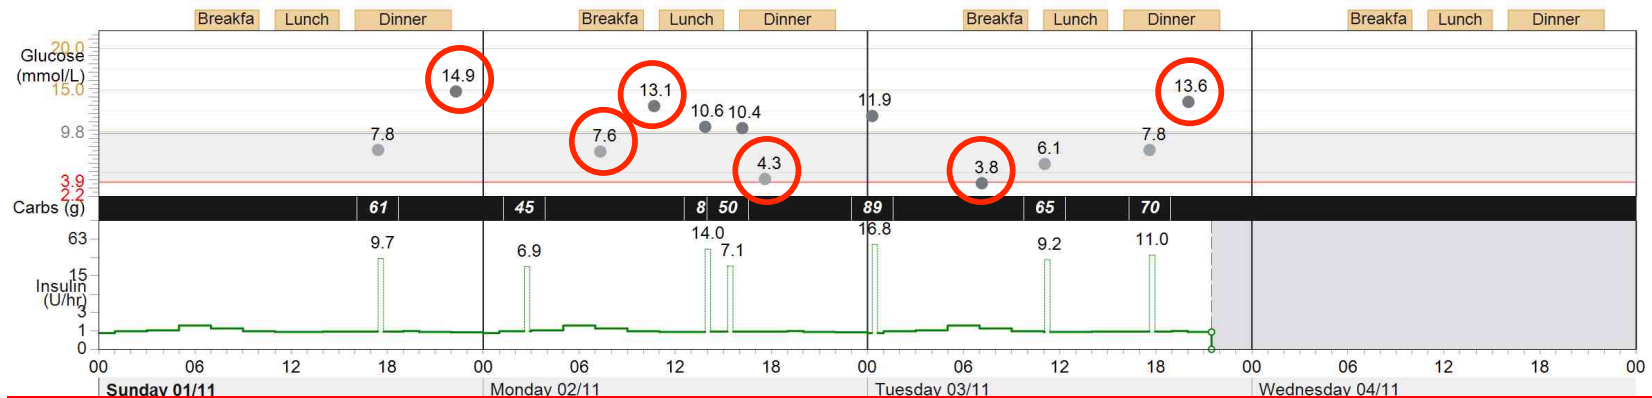 Breakfa Lunch Dinner Breakfa Lunch Dinner Breakfa Lunch Dinner Breakfa Lunch Dinner
20.0
Glucose
(mmol/L)
15.0
9.8
3.9
2.2
14.9 13.1 13.6
7.8 7.6 10.6 10.4 11.9 7.8
4.3 3.8 6.1
Carbs (g) 61 45 8 50 89 65 70
63
15
Insulin
(U/hr)
3
1
0
9.7 6.9 14.0 7.1 16.8 9.2 11.0
00 06 12 18 00 06 12 18 00 06 12 18 00 06 12 18 00
Sunday 01/11 Monday 02/11 Tuesday 03/11 Wednesday 04/11